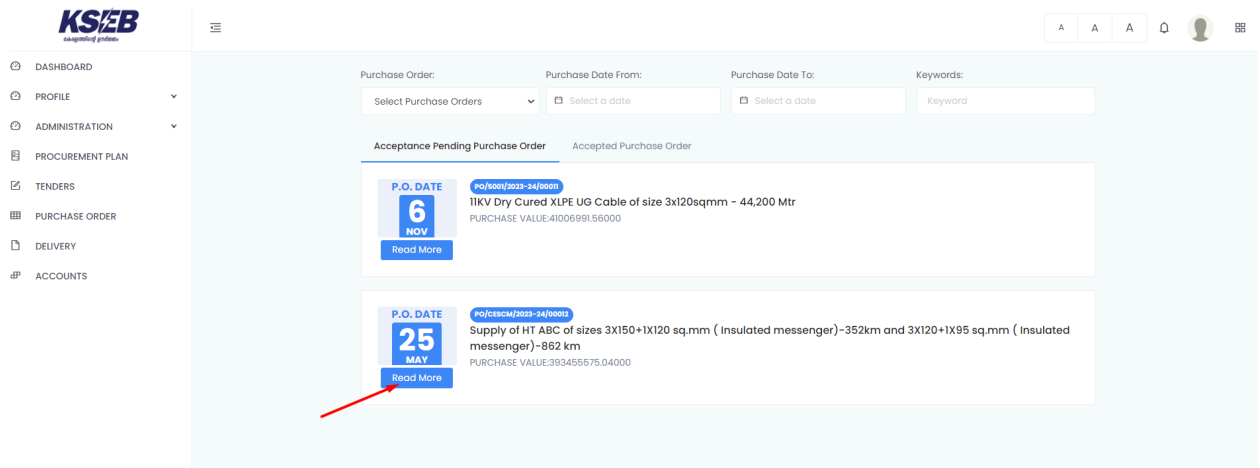 KSEB
A A A
DASHBOARD
PROFILE
ADMINISTRATION
PROCUREMENT PLAN
TENDERS
PURCHASE ORDER
DELIVERY
ACCOUNTS
Purchase Order: Purchase Date From: Purchase Date To: Keywords:
Select Purchase Orders Select a date Select a date Keyword
Acceptance Pending Purchase Order Accepted Purchase Order
P.O. DATE
6
NOV
Read More
PO/5001/2023-24/00011
11KV Dry Cured XLPE UG Cable of size 3x120sqmm - 44,200 Mtr
PURCHASE VALUE:41006991.56000
P.O. DATE
25
MAY
Read More
PO/CESCM/2023-24/00012
Supply of HT ABC of sizes 3X150+1X120 sq.mm ( Insulated messenger)-352km and 3X120+1X95 sq.mm ( Insulated
messenger)-862 km
PURCHASE VALUE:393455575.04000